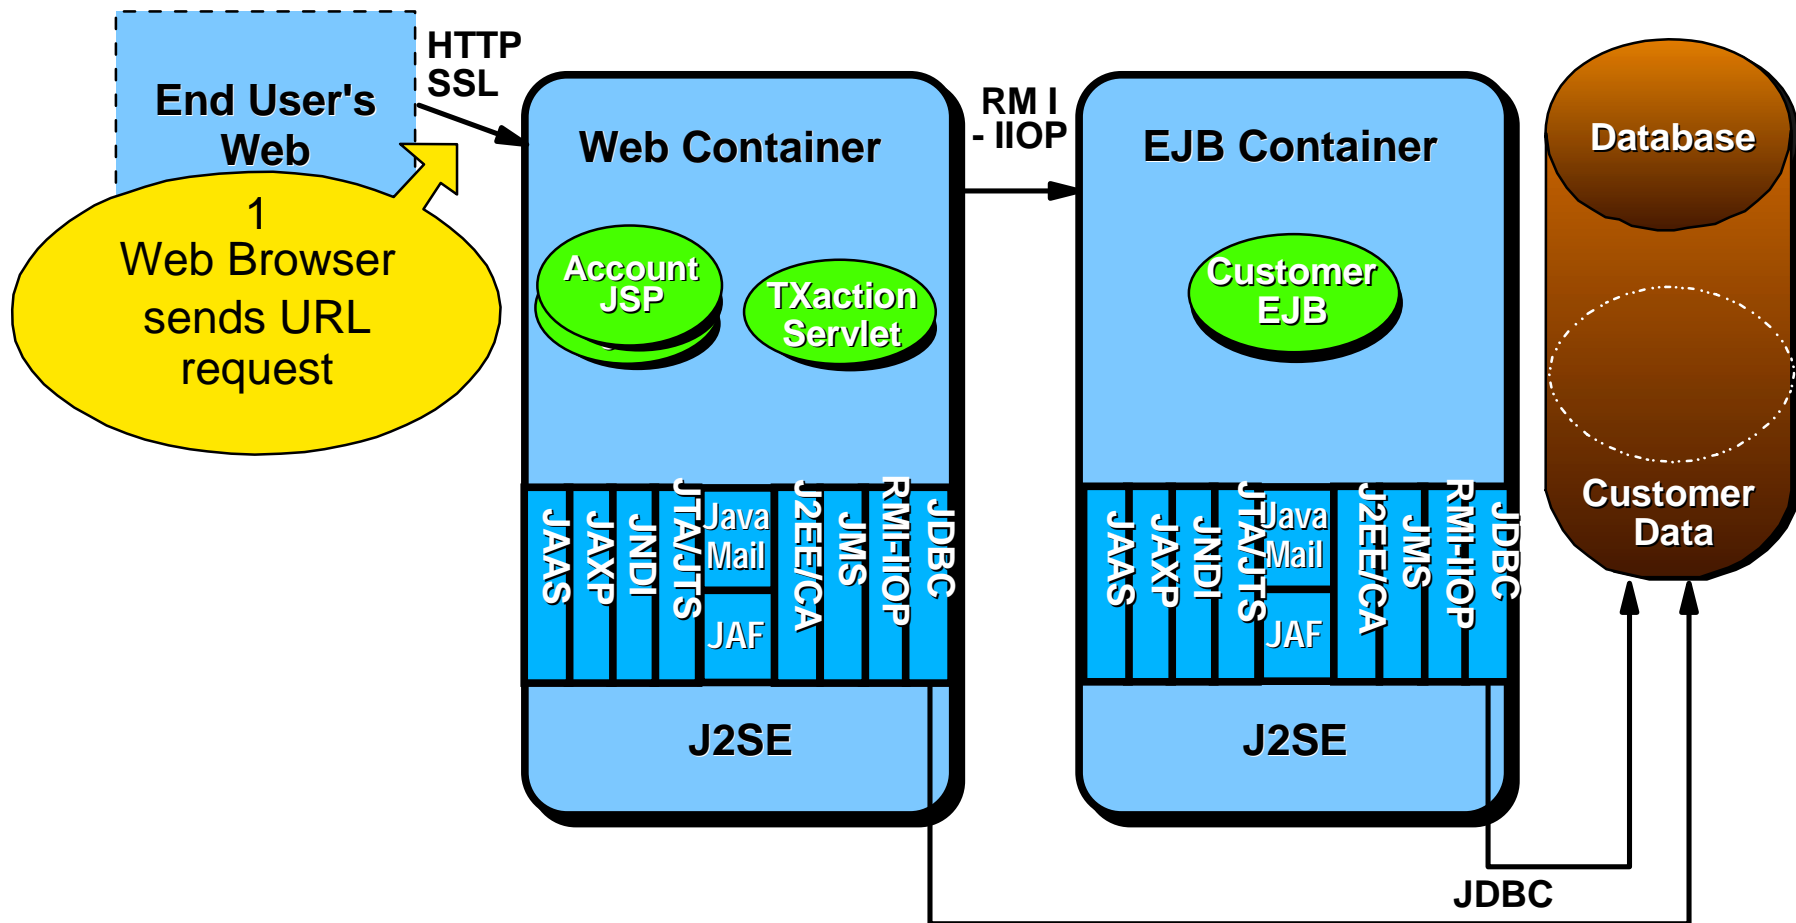 End User's
Web
1
Web Browser
sends URL
request
HTTP
SSL
Web Container
Account
JSP
TXaction
Servlet
JAAS
JAXP
JNDI
JTA/JTS
Java
Mail
JAF
J2EE/CA
JMS
RMI-IIOP
JDBC
J2SE
RM I
- IIOP
EJB Container
Customer
EJB
JAAS
JAXP
JNDI
JTA/JTS
Java
Mail
JAF
J2EE/CA
JMS
RMI-IIOP
JDBC
J2SE
Database
Customer
Data
JDBC